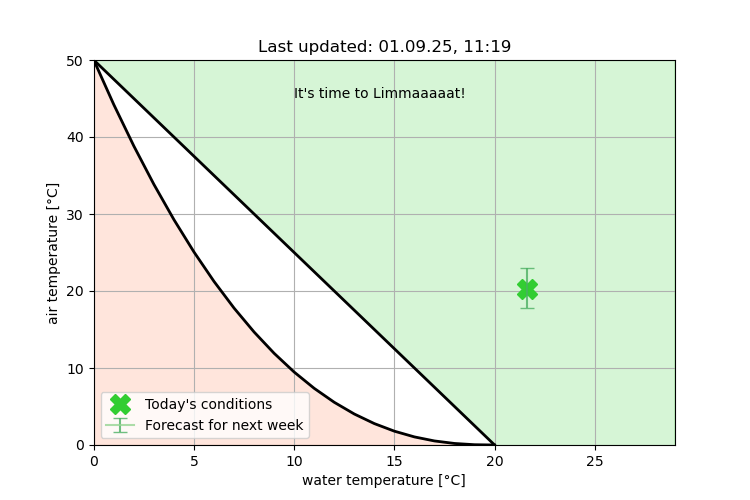 Last updated: 01.09.25, 11:19
50
It's time to Limmaaaaat!
40
30
20
10
0
air temperature [°C]
Today's conditions
Forecast for next week
0 5 10 15 20 25
water temperature [°C]